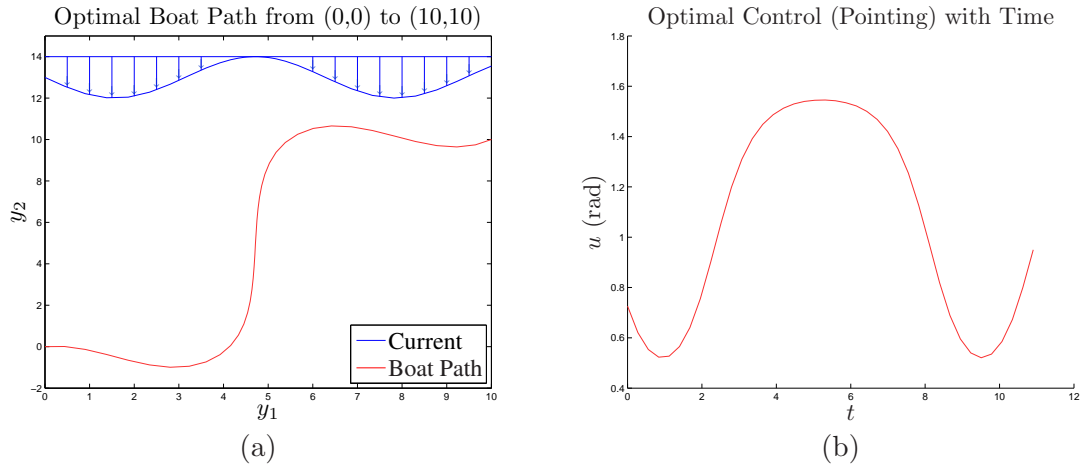 Optimal Boat Path from (0,0) to (10,10)
14
12
10
8
6
4
2
0
−2
y2
0 1 2 3 4 5 6 7 8 9 10
y1
Current
Boat Path
(a)
Optimal Control (Pointing) with Time
1.8
1.6
1.4
1.2
1
0.8
0.6
0.4
u (rad)
0 2 4 6 8 10 12
t
(b)